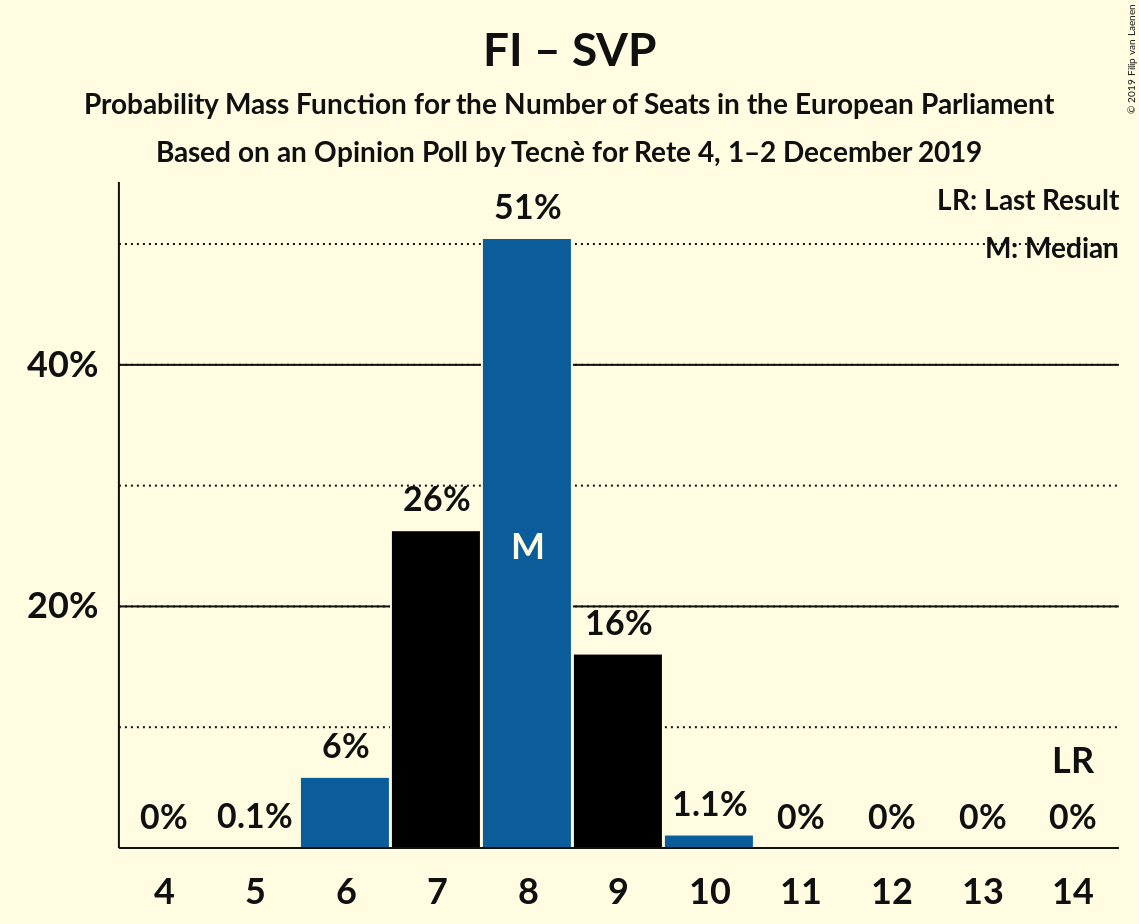 FI – SVP
Probability Mass Function for the Number of Seats in the European Parliament
Based on an Opinion Poll by Tecnè for Rete 4, 1–2 December 2019
© 2019 Filip van Laenen
LR: Last Result
M: Median
51%
40%
26%
M
20%
16%
6%
LR
0%
0.1%
1.1%
0%
0%
0%
0%
4 5 6 7 8 9 10 11 12 13 14